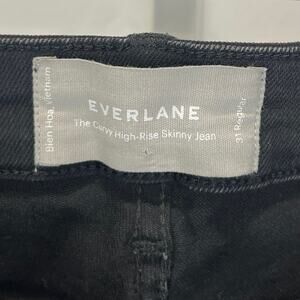 Bien Hoa, Vietnam
EVERLANE
The Curvy High-Rise Skinny Jean
31 Regular